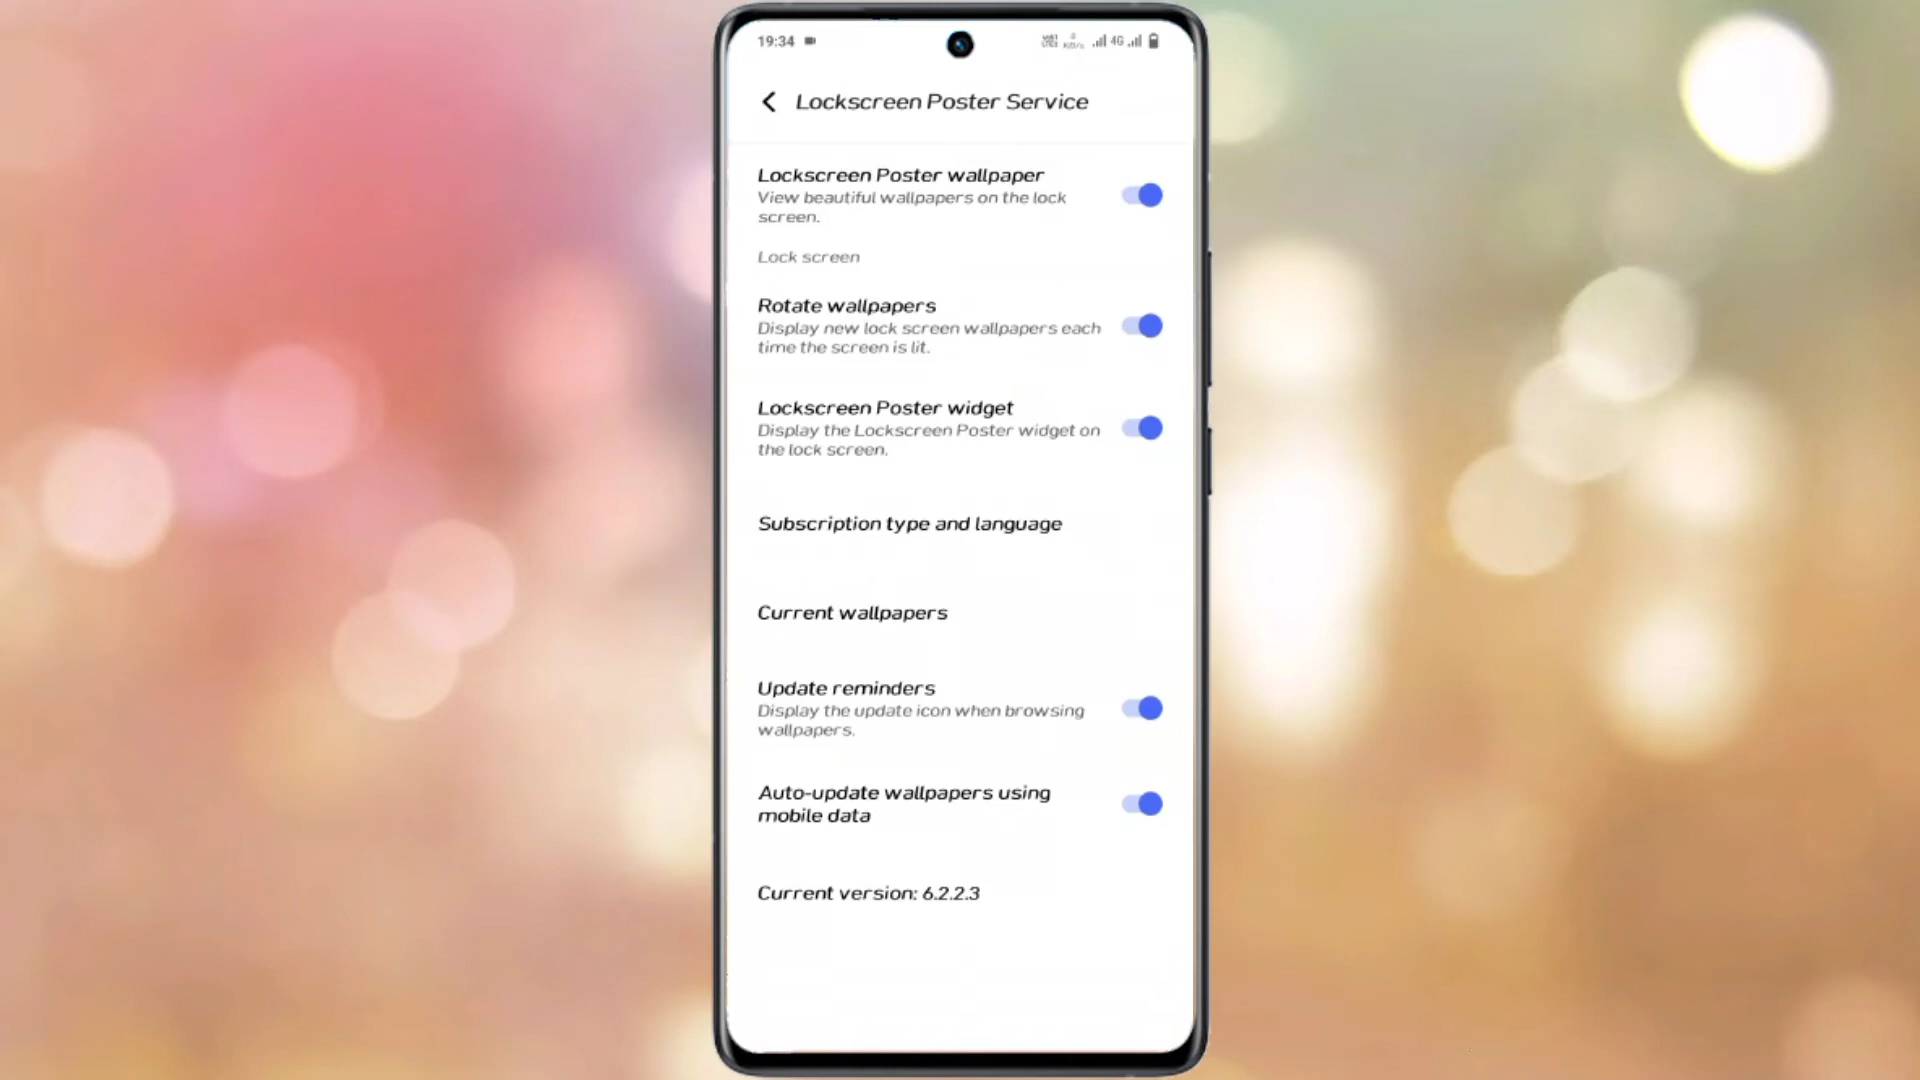 19:34
4G
Lockscreen Poster Service
Lockscreen Poster wallpaper
View beautiful wallpapers on the lock
screen.
Lock screen
Rotate wallpapers
Display new lock screen wallpapers each
time the screen is lit.
Lockscreen Poster widget
Display the Lockscreen Poster widget on
the lock screen.
Subscription type and language
Current wallpapers
Update reminders
Display the update icon when browsing
wallpapers.
Auto-update wallpapers using
mobile data
Current version: 6.2.2.3